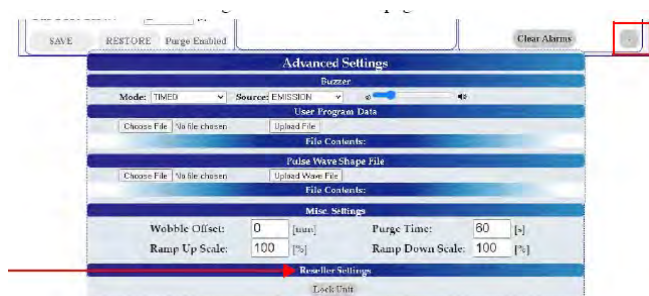 SAVE RESTORE Purge Enabled Clear Alarms
Advanced Settings
Buzzer
Mode: TIMED Source: EMISSION
User Program Data
Choose File No file chosen Upload File
File Contents:
Pulse Wave Shape File
Choose File No file chosen Upload Wave File
File Contents:
Misc. Settings
Wobble Offset: 0 [mm] Purge Time: 60 [s]
Ramp Up Scale: 100 [%] Ramp Down Scale: 100 [%]
Reseller Settings
Lock Unit